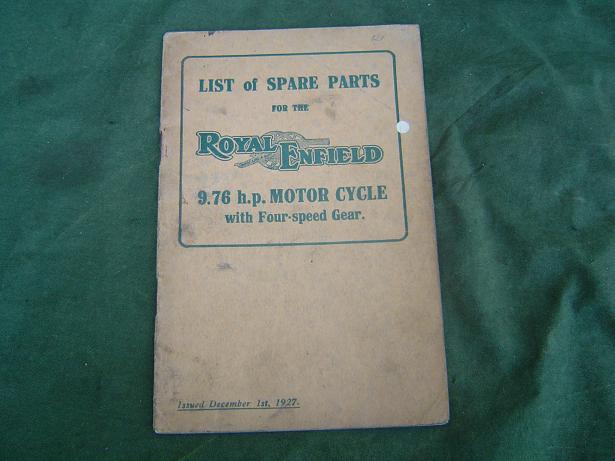 LIST of SPARE PARTS
FOR THE
ROYAL ENFIELD
9.76 h.p. MOTOR CYCLE
with Four-speed Gear.
Issued December 1st, 1927.